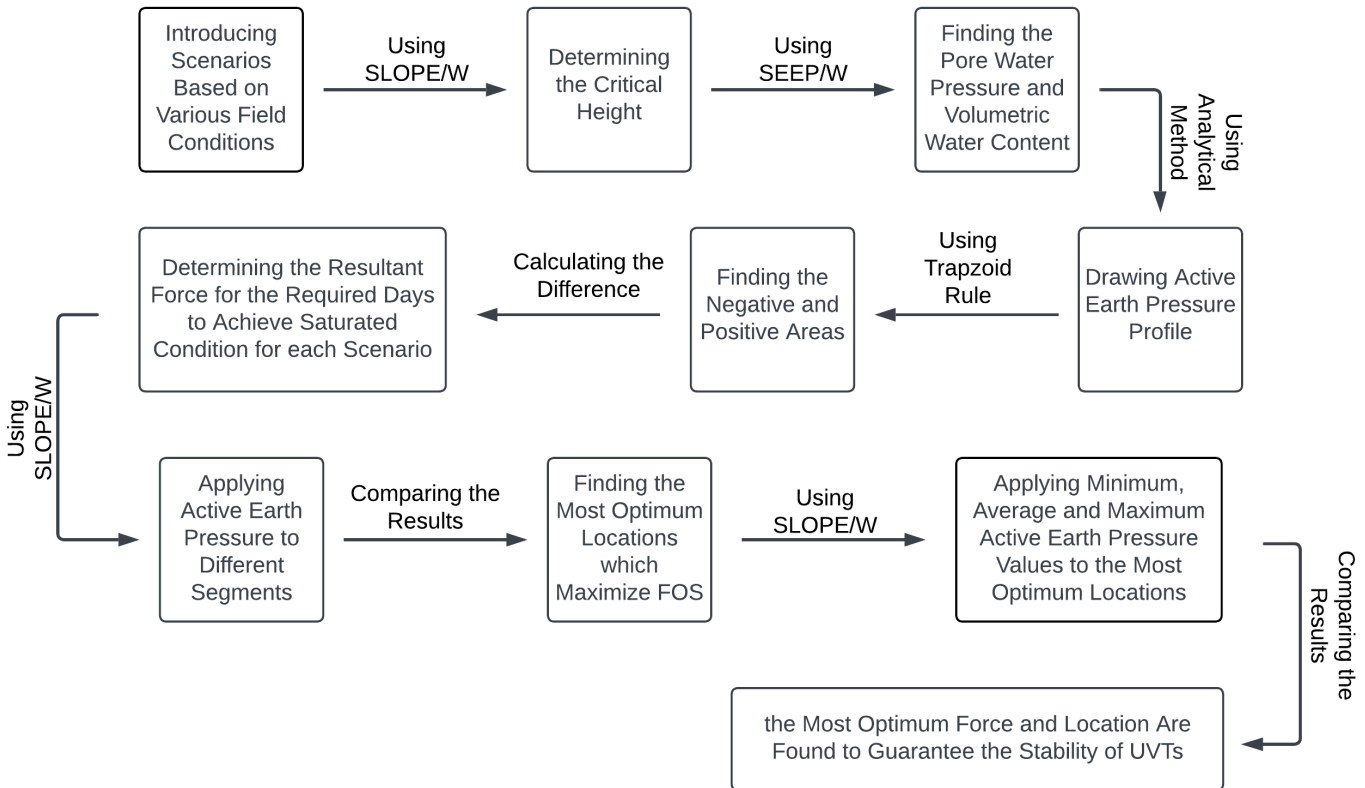 Introducing
Scenarios
Based on
Various Field
Conditions
Using
SLOPE/W
Determining
the Critical
Height
Using
SEEP/W
Finding the
Pore Water
Pressure and
Volumetric
Water Content
Using
Analytical
Method
Drawing Active
Earth Pressure
Profile
Using
Trapzoid
Rule
Finding the
Negative and
Positive Areas
Calculating the
Difference
Determining the Resultant
Force for the Required Days
to Achieve Saturated
Condition for each Scenario
Using
SLOPE/W
Applying
Active Earth
Pressure to
Different
Segments
Comparing the
Results
Finding the
Most Optimum
Locations
which
Maximize FOS
Using
SLOPE/W
Applying Minimum,
Average and Maximum
Active Earth Pressure
Values to the Most
Optimum Locations
Comparing the
Results
the Most Optimum Force and Location Are
Found to Guarantee the Stability of UVTs